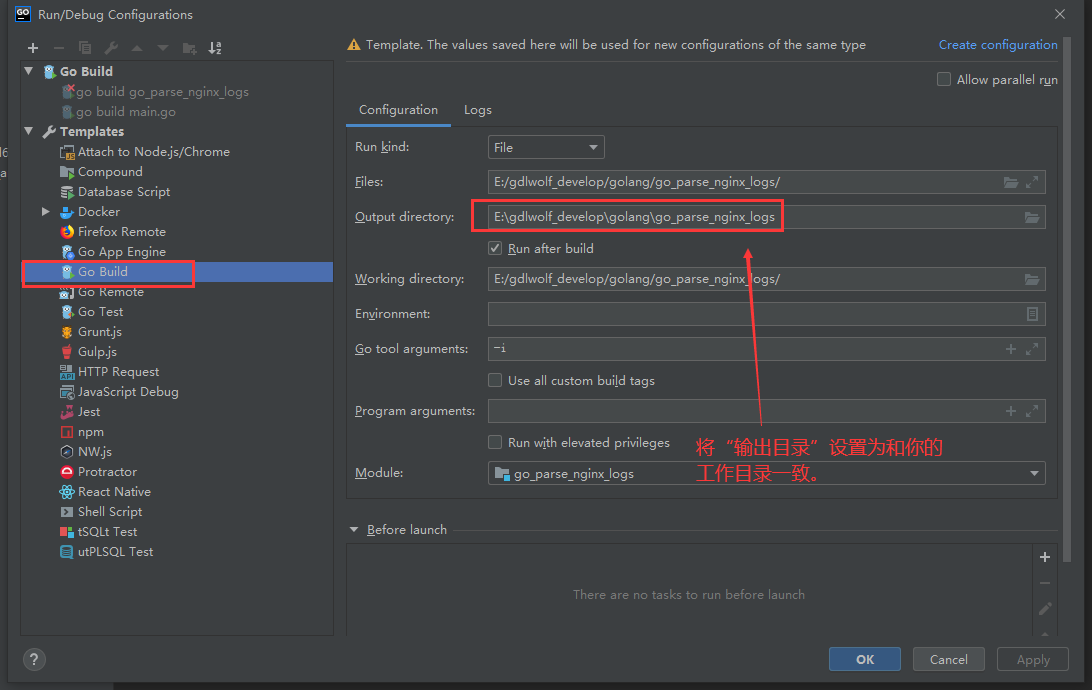 GO Run/Debug Configurations
Template. The values saved here will be used for new configurations of the same type
Create configuration
Go Build
go build go_parse_nginx_logs
go build main.go
Templates
Attach to Node.js/Chrome
Compound
Database Script
Docker
Firefox Remote
Go App Engine
Go Build
Go Remote
Go Test
Grunt.js
Gulp.js
HTTP Request
JavaScript Debug
Jest
npm
NW.js
Protractor
React Native
Shell Script
tSQLt Test
utPLSQL Test
Allow parallel run
Configuration Logs
Run kind: File
Files: E:/gdlwolf_develop/golang/go_parse_nginx_logs/
Output directory: E:\gdlwolf_develop\golang\go_parse_nginx_logs
Run after build
Working directory: E:/gdlwolf_develop/golang/go_parse_nginx_logs/
Environment:
Go tool arguments: -i
Use all custom build tags
Program arguments:
Run with elevated privileges
将“输出目录”设置为和你的
工作目录一致。
Module: go_parse_nginx_logs
Before launch
There are no tasks to run before launch
? OK Cancel Apply